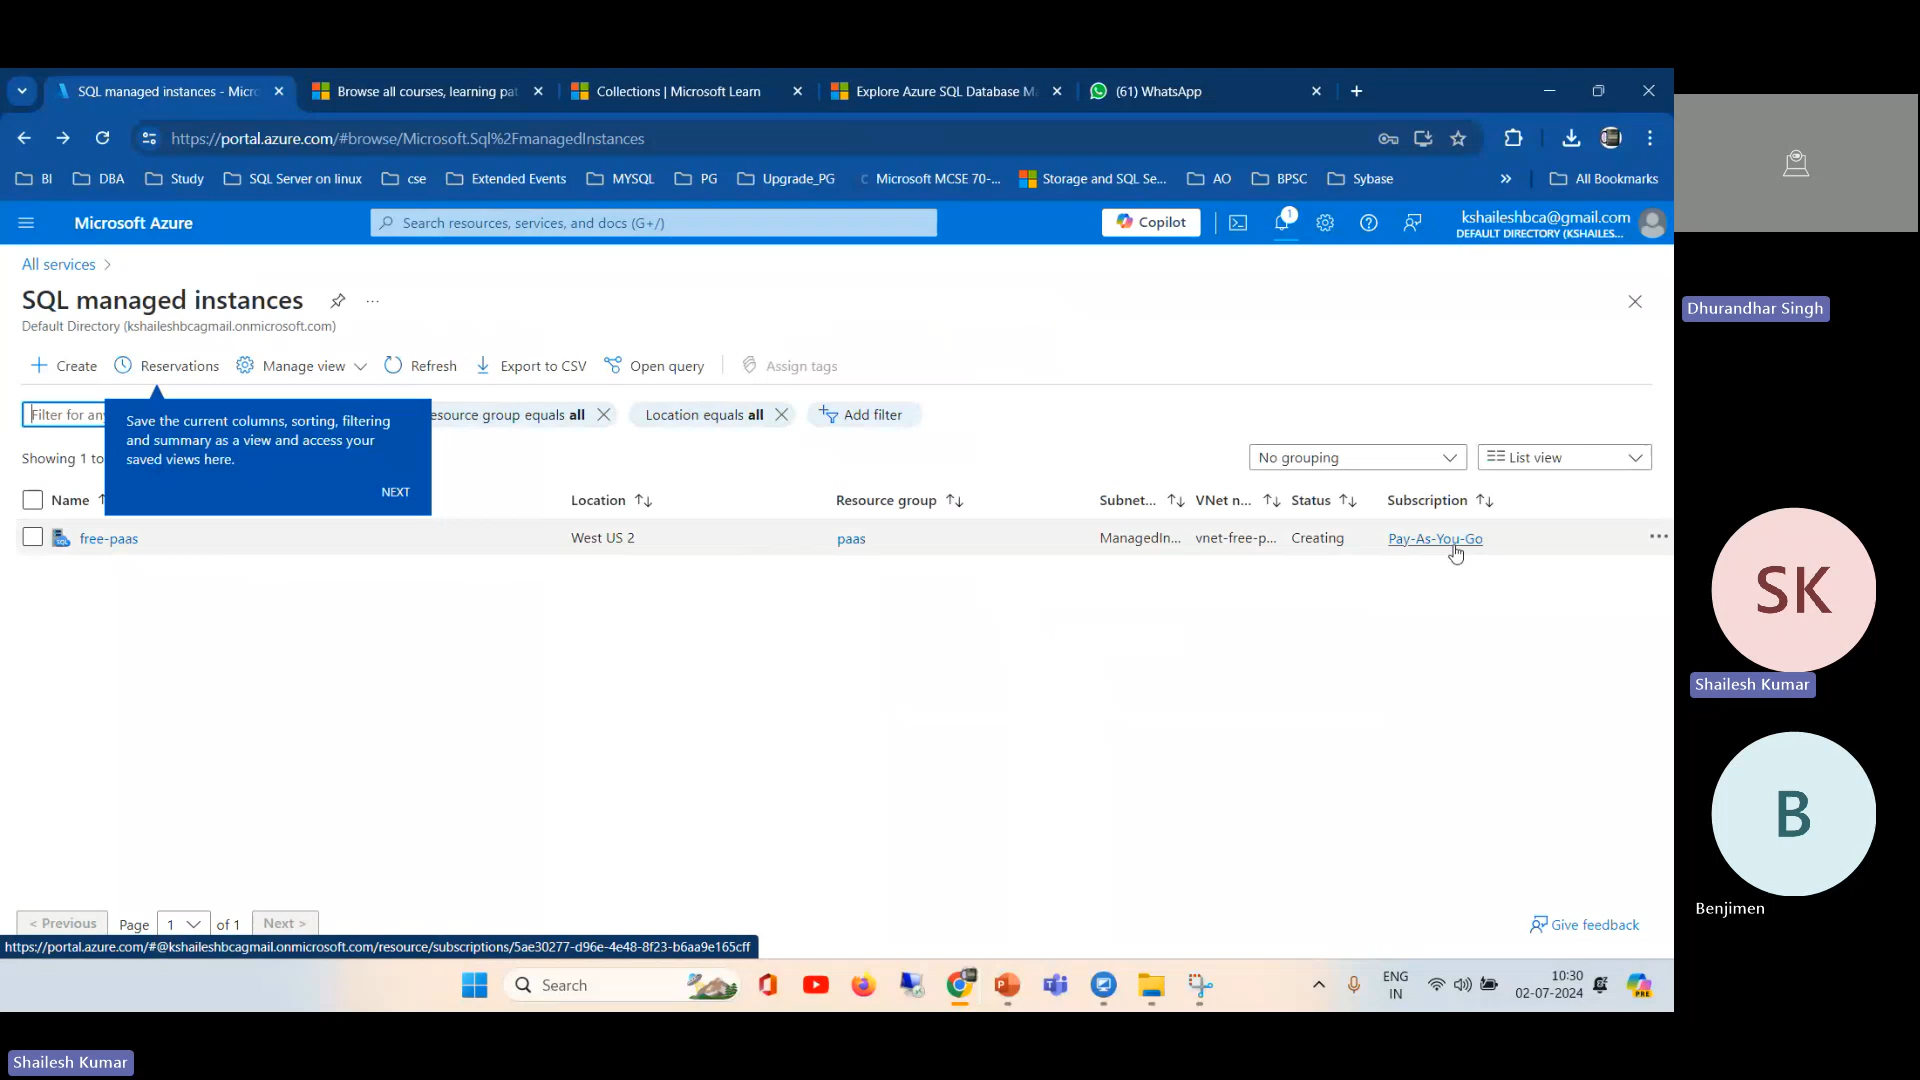 SQL managed instances - Micr
Browse all courses, learning pat
Collections | Microsoft Learn
Explore Azure SQL Database Ma
(61) WhatsApp
https://portal.azure.com/#browse/Microsoft.Sql%2FmanagedInstances
BI
DBA
Study
SQL Server on linux
cse
Extended Events
MYSQL
PG
Upgrade_PG
Microsoft MCSE 70-...
Storage and SQL Se...
AO
BPSC
Sybase
»
All Bookmarks
Microsoft Azure
Search resources, services, and docs (G+/)
Copilot
1
kshaileshbca@gmail.com
DEFAULT DIRECTORY (KSHAILES...
All services >
SQL managed instances
...
Default Directory (kshaileshbcagmail.onmicrosoft.com)
Create
Reservations
Manage view
Refresh
Export to CSV
Open query
Assign tags
Filter for any
esource group equals all
Location equals all
Add filter
Save the current columns, sorting, filtering
and summary as a view and access your
saved views here.
NEXT
Showing 1 to
No grouping
List view
Name
Location
Resource group
Subnet...
VNet n...
Status
Subscription
SQL
free-paas
West US 2
paas
ManagedIn...
vnet-free-p...
Creating
Pay-As-You-Go
< Previous
Page
1
of 1
Next >
Give feedback
https://portal.azure.com/#@kshaileshbcagmail.onmicrosoft.com/resource/subscriptions/5ae30277-d96e-4e48-8f23-b6aa9e165cff
Search
ENG
IN
10:30
02-07-2024
PRE
Dhurandhar Singh
SK
Shailesh Kumar
B
Benjimen
Shailesh Kumar